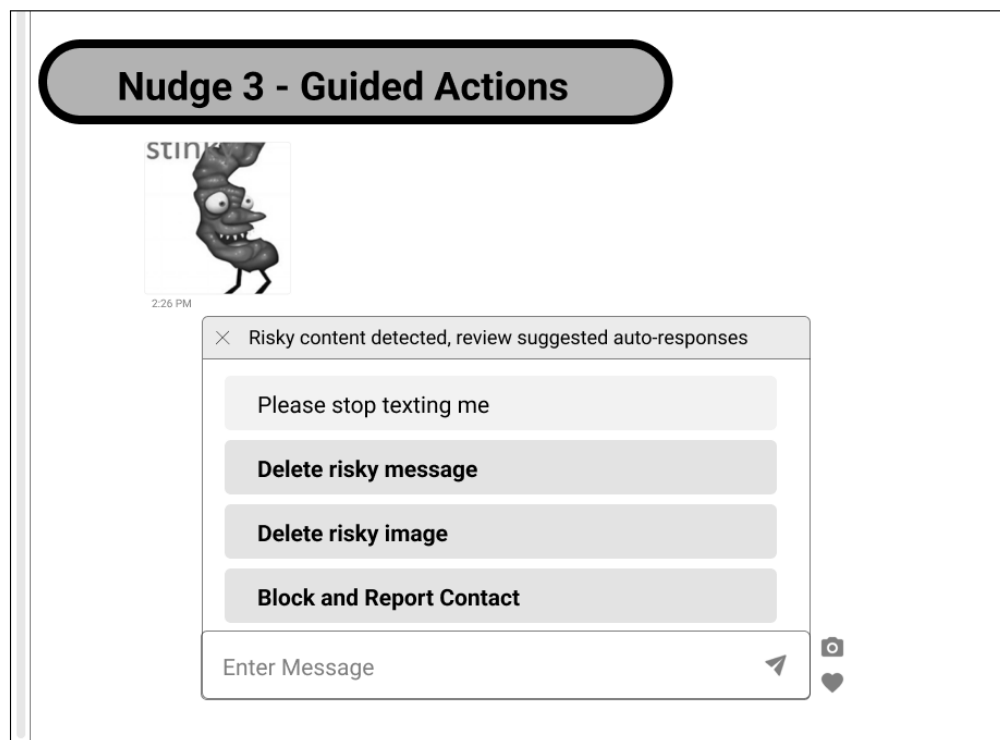 Nudge 3 - Guided Actions
2:26 PM
Risky content detected, review suggested auto-responses
Please stop texting me
Delete risky message
Delete risky image
Block and Report Contact
Enter Message